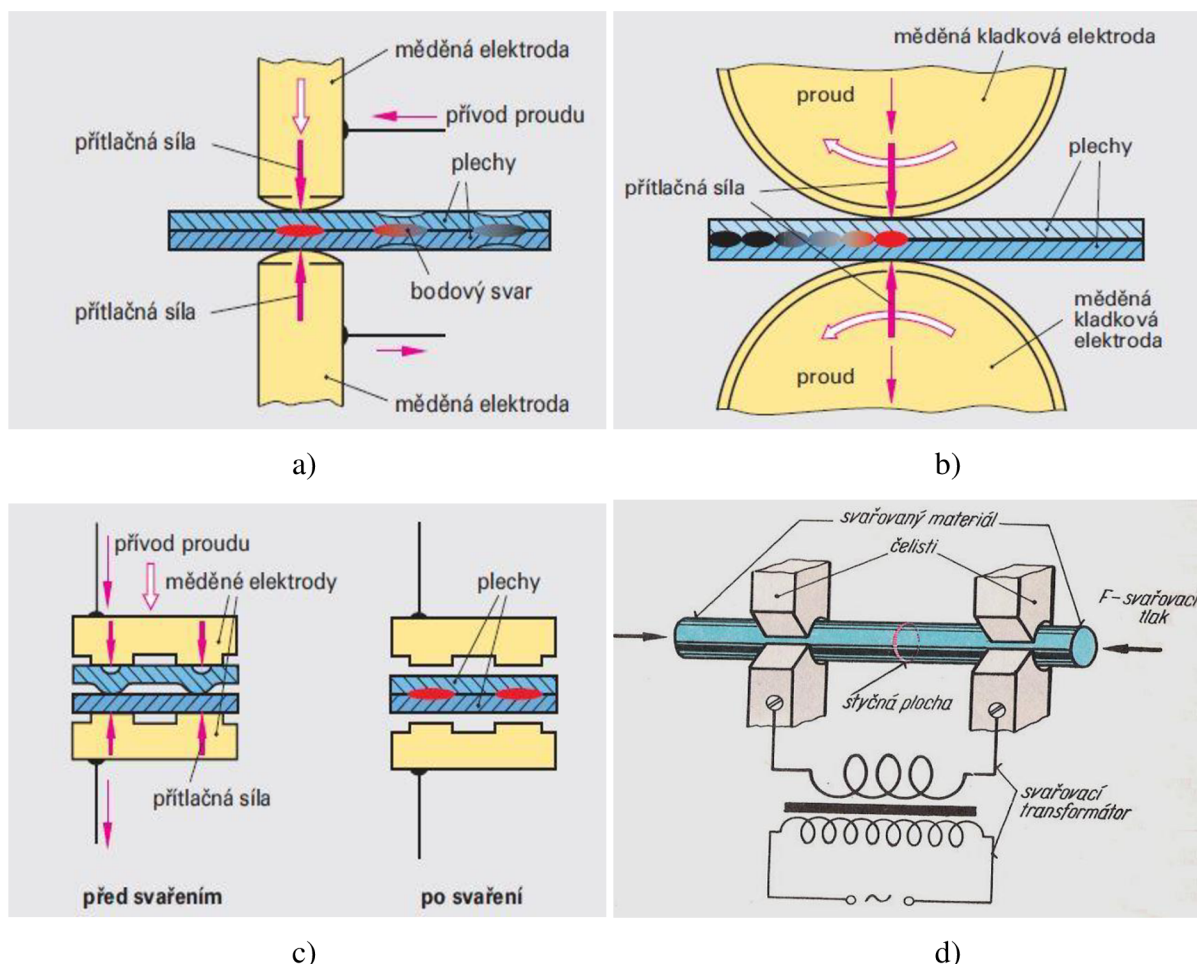 měděná elektroda
přívod proudu
přítlačná síla
plechy
bodový svar
přítlačná síla
měděná elektroda
a)
měděná kladková elektroda
proud
plechy
přítlačná síla
měděná
kladková
elektroda
proud
b)
přívod proudu
měděné elektrody
plechy
přítlačná síla
před svařením
po svaření
c)
svařovaný materiál
čelisti
F-svařovací
tlak
styčná plocha
svařovací
transformátor
d)